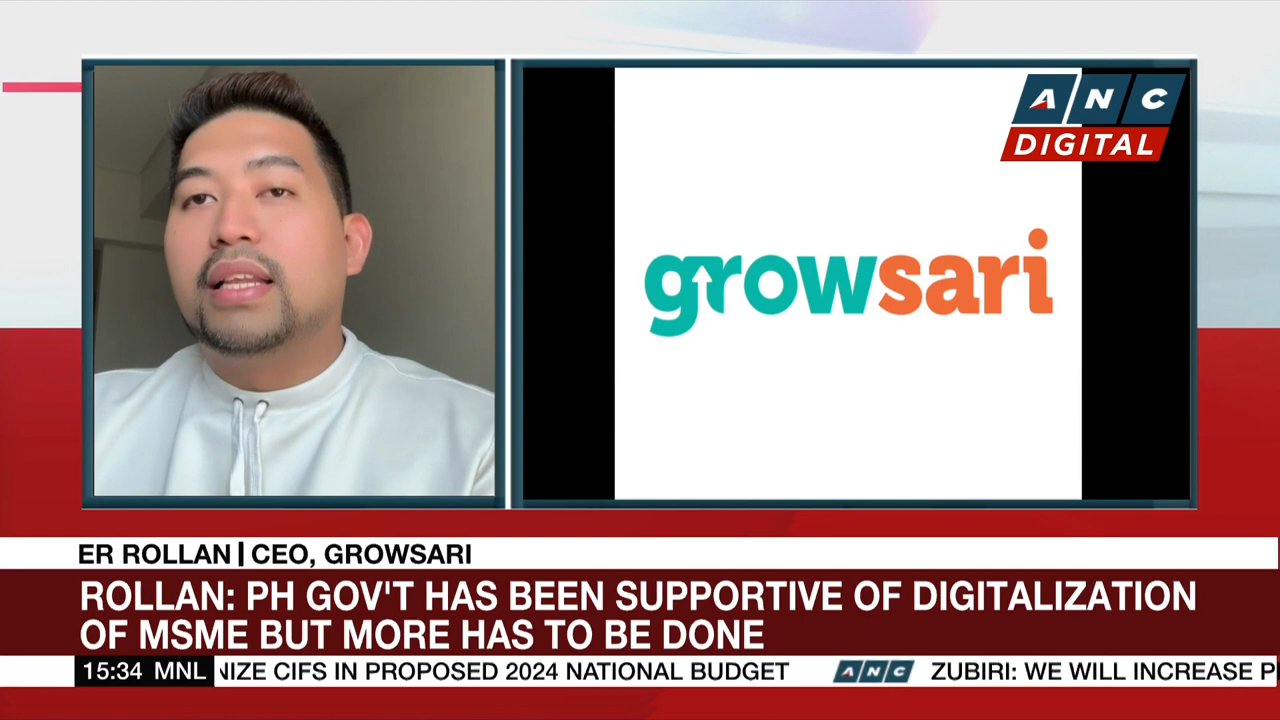 ANC
DIGITAL
growsari
ER ROLLAN | CEO, GROWSARI
ROLLAN: PH GOV'T HAS BEEN SUPPORTIVE OF DIGITALIZATION
OF MSME BUT MORE HAS TO BE DONE
15:34 MNL NIZE CIFS IN PROPOSED 2024 NATIONAL BUDGET ANC ZUBIRI: WE WILL INCREASE P